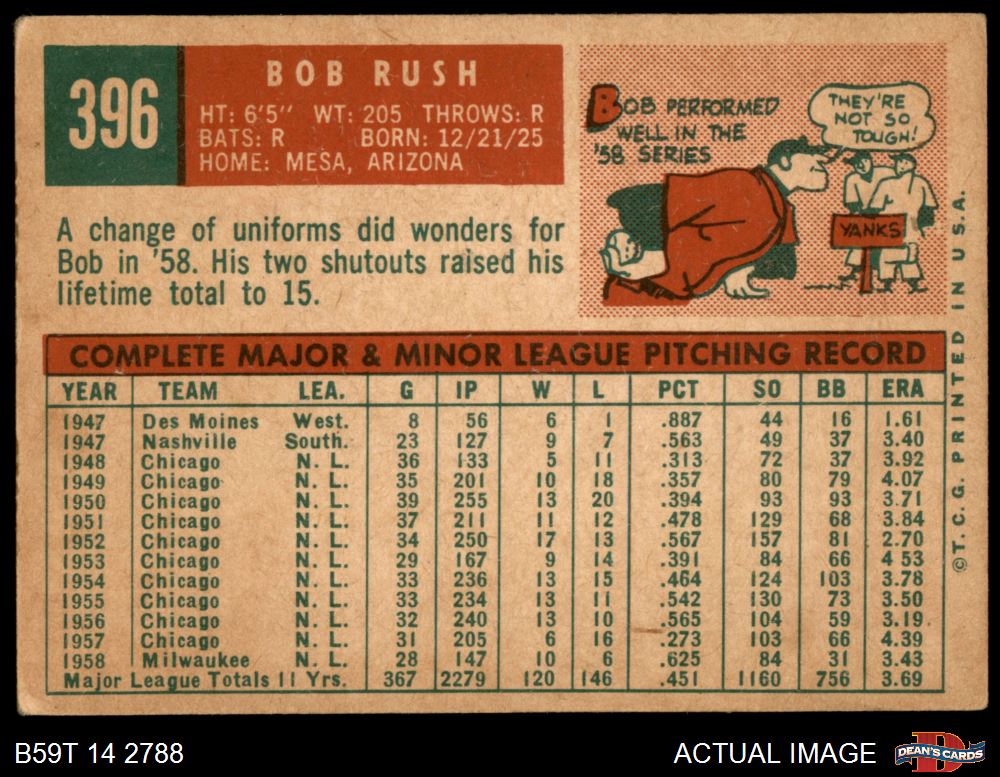 396
BOB RUSH
HT: 6'5" WT: 205 THROWS: R
BATS: R BORN: 12/21/25
HOME: MESA, ARIZONA
BOB PERFORMED
WELL IN THE
'58 SERIES
THEY'RE
NOT SO
TOUGH!
YANKS
A change of uniforms did wonders for
Bob in '58. His two shutouts raised his
lifetime total to 15.
COMPLETE MAJOR & MINOR LEAGUE PITCHING RECORD
YEAR TEAM LEA. G IP W L PCT SO BB ERA
1947 Des Moines West. 8 56 6 1 .887 44 16 1.61
1947 Nashville South. 23 127 9 7 .563 49 37 3.40
1948 Chicago N. L. 36 133 5 11 .313 72 37 3.92
1949 Chicago N. L. 35 201 10 18 .357 80 79 4.07
1950 Chicago N. L. 39 255 13 20 .394 93 93 3.71
1951 Chicago N. L. 37 211 11 12 .478 129 68 3.84
1952 Chicago N. L. 34 250 17 13 .567 157 81 2.70
1953 Chicago N. L. 29 167 9 14 .391 84 66 4 53
1954 Chicago N. L. 33 236 13 15 .464 124 103 3.78
1955 Chicago N. L. 33 234 13 11 .542 130 73 3.50
1956 Chicago N. L. 32 240 13 10 .565 104 59 3.19
1957 Chicago N. L. 31 205 6 16 .273 103 66 4.39
1958 Milwaukee N. L. 28 147 10 6 .625 84 31 3.43
Major League Totals 11 Yrs. 367 2279 120 146 .451 1160 756 3.69
©T. C. G. PRINTED IN U.S.A.
B59T 14 2788
ACTUAL IMAGE
D
DEAN'S CARDS